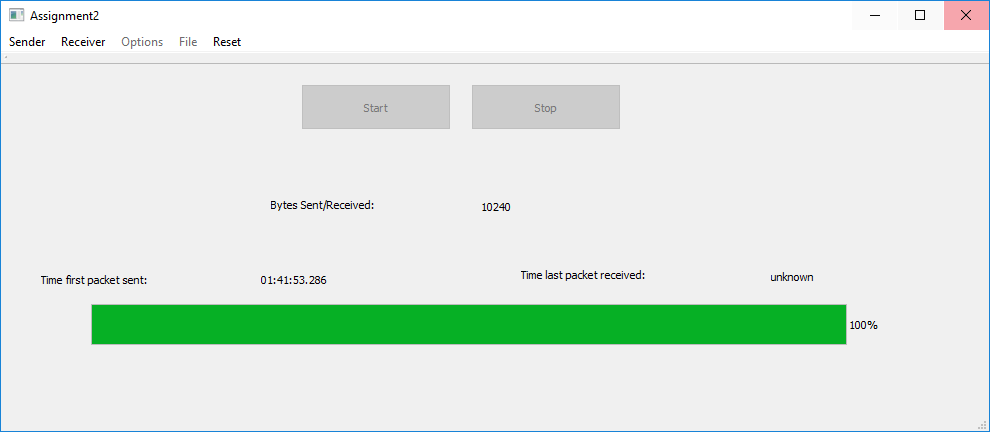 Assignment2
Sender Receiver Options File Reset
Start Stop
Bytes Sent/Received: 10240
Time first packet sent: 01:41:53.286 Time last packet received: unknown
100%